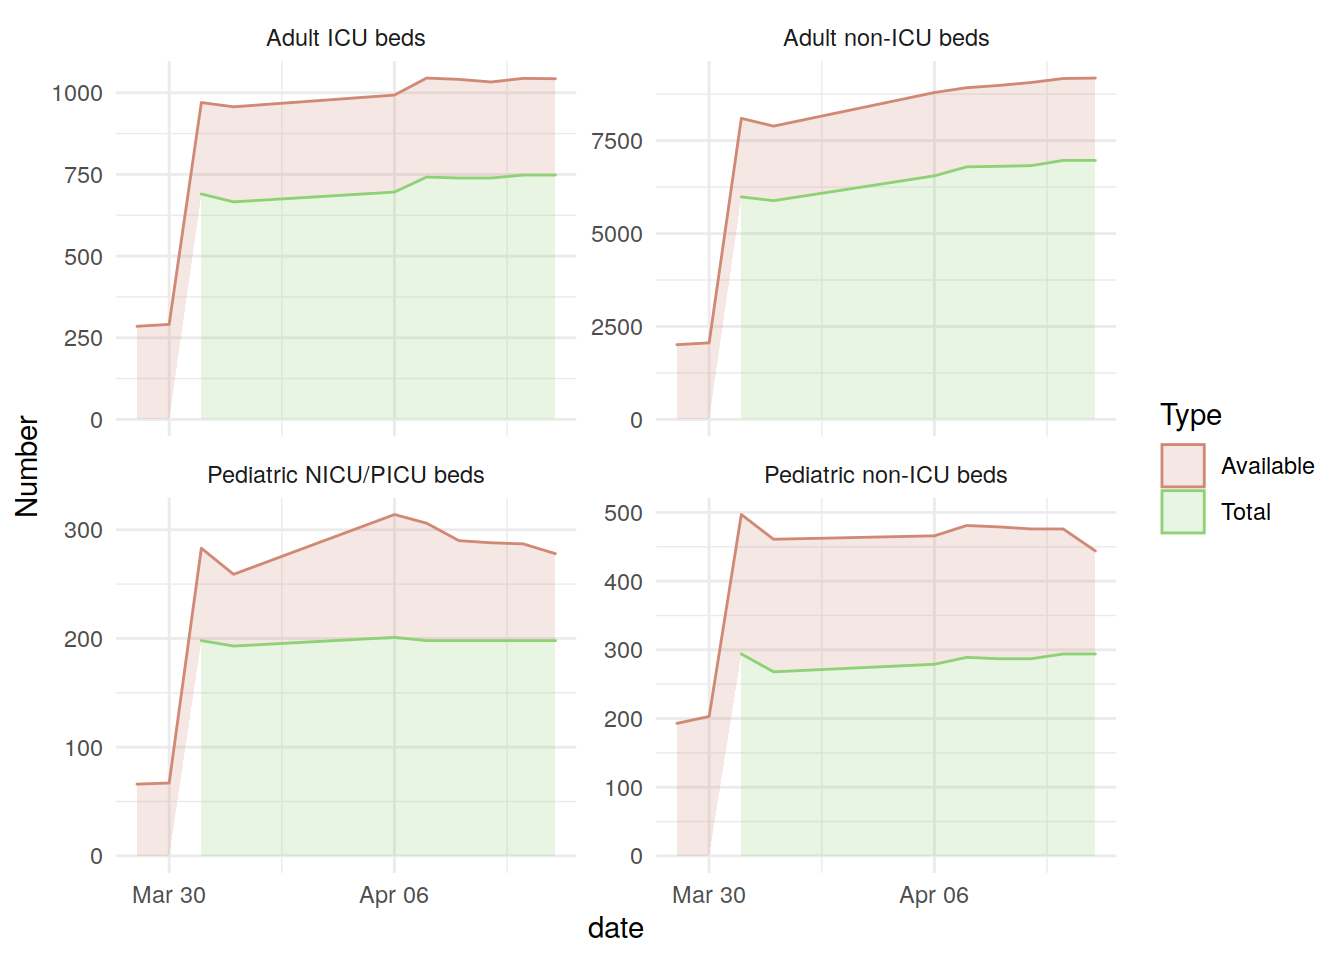 Adult ICU beds
Adult non-ICU beds
1000
750
500
250
0
7500
5000
2500
0
Pediatric NICU/PICU beds
Pediatric non-ICU beds
300
200
100
0
500
400
300
200
100
0
Mar 30
Apr 06
Mar 30
Apr 06
date
Number
Type
Available
Total